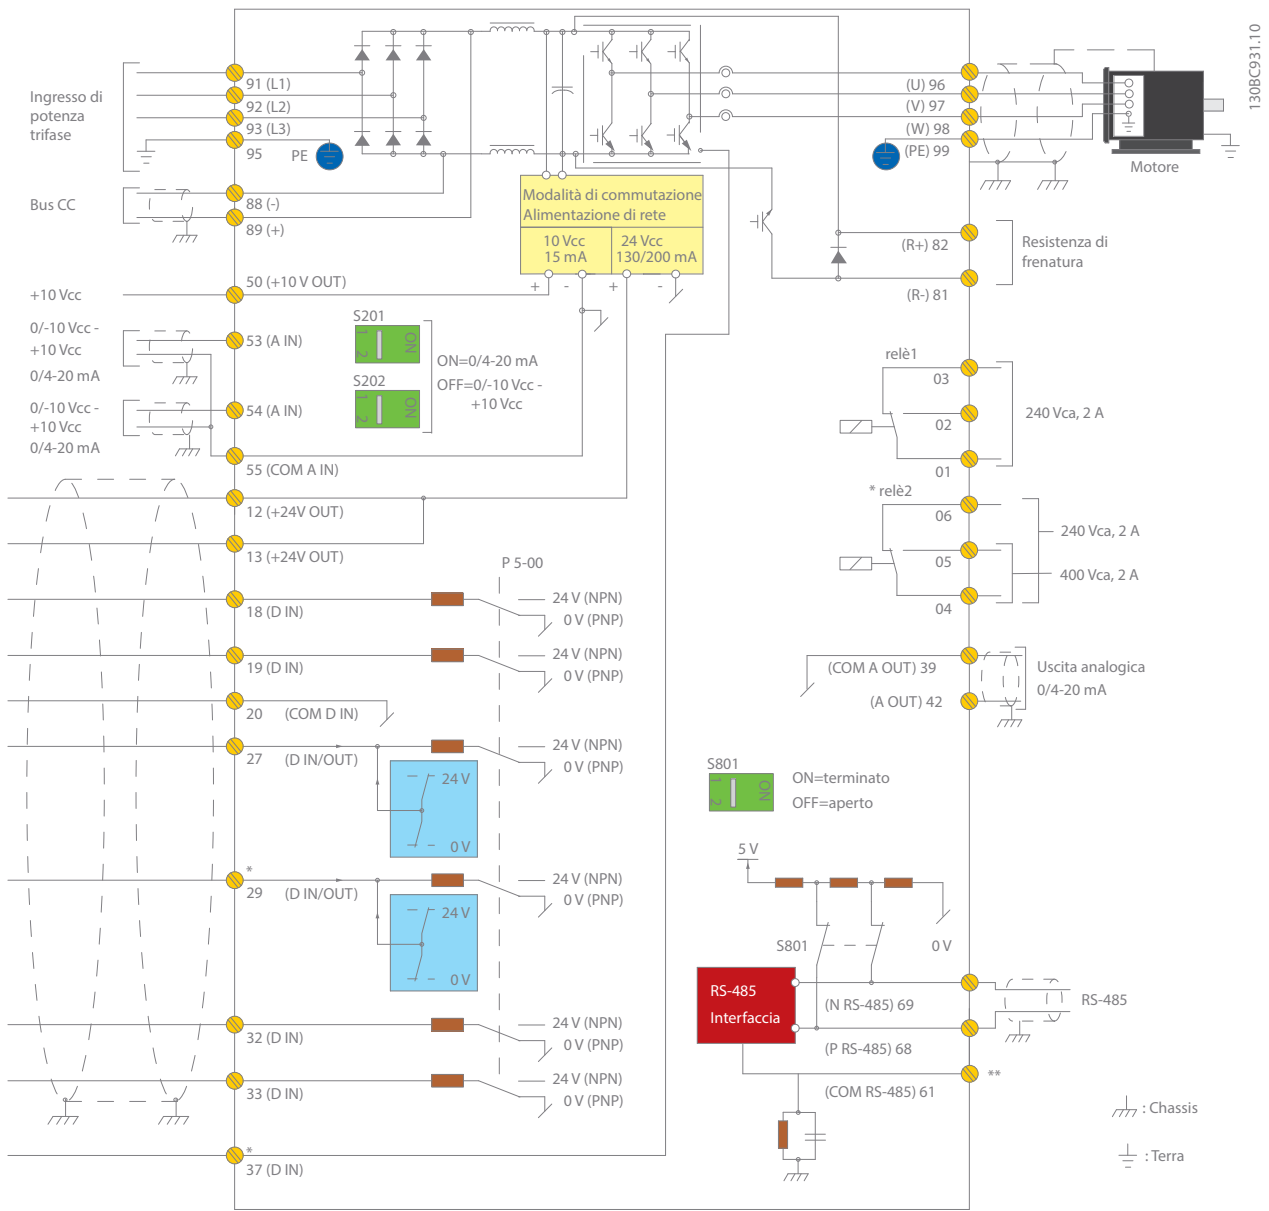 130BC931.10
Ingresso di
potenza
trifase
91 (L1)
92 (L2)
93 (L3)
95
PE
(U) 96
(V) 97
(W) 98
(PE) 99
Motore
Bus CC
88 (-)
89 (+)
Modalità di commutazione
Alimentazione di rete
10 Vcc
15 mA
24 Vcc
130/200 mA
+ - + -
(R+) 82
(R-) 81
Resistenza di
frenatura
+10 Vcc
50 (+10 V OUT)
0/-10 Vcc -
+10 Vcc
0/4-20 mA
53 (A IN)
0/-10 Vcc -
+10 Vcc
0/4-20 mA
54 (A IN)
55 (COM A IN)
S201
1 2 ON
S202
1 2 ON
ON=0/4-20 mA
OFF=0/-10 Vcc -
+10 Vcc
relè1
03
02
01
240 Vca, 2 A
* relè2
06
05
04
240 Vca, 2 A
400 Vca, 2 A
12 (+24V OUT)
13 (+24V OUT)
P 5-00
18 (D IN)
24 V (NPN)
0 V (PNP)
19 (D IN)
24 V (NPN)
0 V (PNP)
20 (COM D IN)
27 (D IN/OUT)
24 V (NPN)
0 V (PNP)
24 V
0 V
*
29 (D IN/OUT)
24 V (NPN)
0 V (PNP)
24 V
0 V
32 (D IN)
24 V (NPN)
0 V (PNP)
33 (D IN)
24 V (NPN)
0 V (PNP)
*
37 (D IN)
(COM A OUT) 39
(A OUT) 42
Uscita analogica
0/4-20 mA
S801
1 2 ON
ON=terminato
OFF=aperto
5 V
S801
0 V
RS-485
Interfaccia
(N RS-485) 69
(P RS-485) 68
(COM RS-485) 61
RS-485
**
: Chassis
: Terra